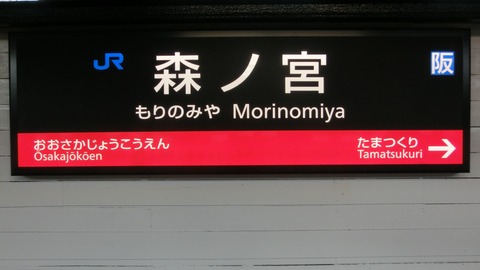 JR 森ノ宮 阪
もりのみや Morinomiya
おおさかじょうこうえん たまつくり
Ōsakajōkōen Tamatsukuri